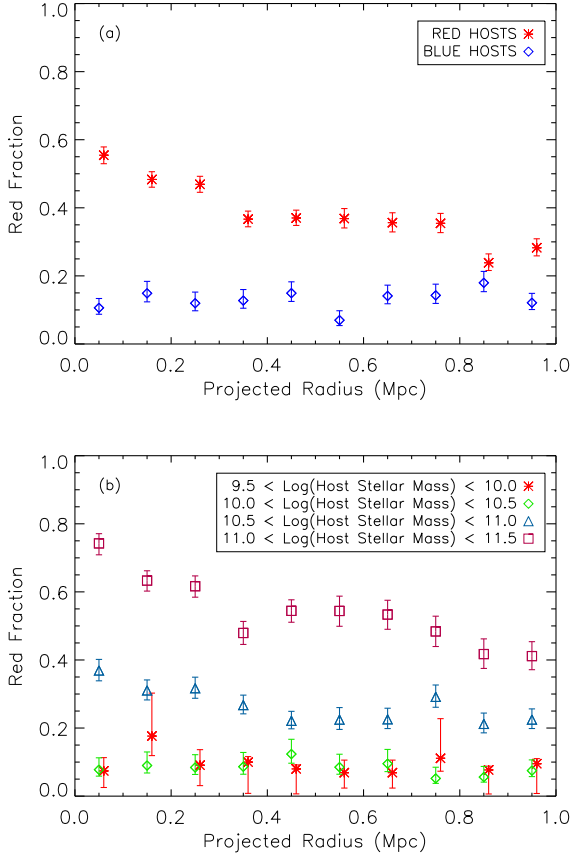 (a)
RED HOSTS
BLUE HOSTS
1.0
0.8
0.6
0.4
0.2
0.0
Red Fraction
0.0 0.2 0.4 0.6 0.8 1.0
Projected Radius (Mpc)
(b)
9.5 < Log(Host Stellar Mass) < 10.0
10.0 < Log(Host Stellar Mass) < 10.5
10.5 < Log(Host Stellar Mass) < 11.0
11.0 < Log(Host Stellar Mass) < 11.5
1.0
0.8
0.6
0.4
0.2
0.0
Red Fraction
0.0 0.2 0.4 0.6 0.8 1.0
Projected Radius (Mpc)